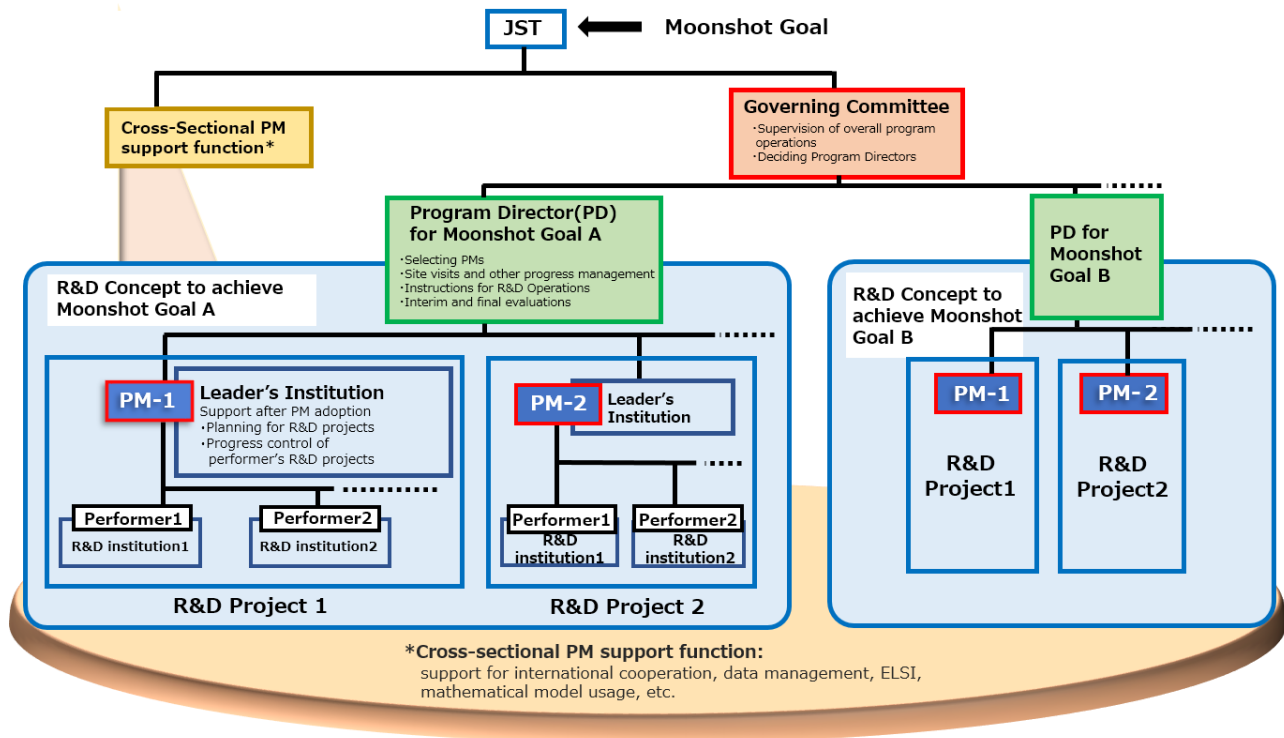 JST
Moonshot Goal
Cross-Sectional PM
support function*
Governing Committee
・Supervision of overall program
operations
・Deciding Program Directors
Program Director(PD)
for Moonshot Goal A
・Selecting PMs
・Site visits and other progress management
・Instructions for R&D Operations
・Interim and final evaluations
PD for
Moonshot
Goal B
R&D Concept to achieve
Moonshot Goal A
R&D Concept to
achieve Moonshot
Goal B
PM-1
Leader’s Institution
Support after PM adoption
・Planning for R&D projects
・Progress control of
performer’s R&D projects
PM-2
Leader’s
Institution
PM-1
PM-2
R&D
Project1
R&D
Project2
Performer1
R&D institution1
Performer2
R&D institution2
Performer1
R&D
institution1
Performer2
R&D
institution2
R&D Project 1
R&D Project 2
*Cross-sectional PM support function:
support for international cooperation, data management, ELSI,
mathematical model usage, etc.